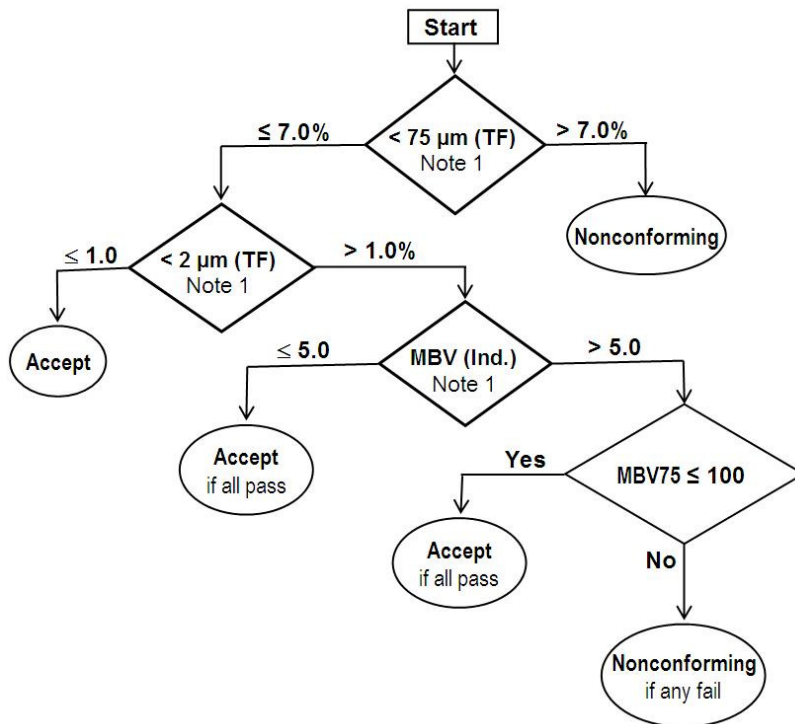 Start
≤ 7.0%
< 75 µm (TF)
Note 1
> 7.0%
Nonconforming
≤ 1.0
< 2 µm (TF)
Note 1
> 1.0%
Accept
≤ 5.0
MBV (Ind.)
Note 1
> 5.0
Accept
if all pass
Yes
MBV75 ≤ 100
Accept
if all pass
No
Nonconforming
if any fail